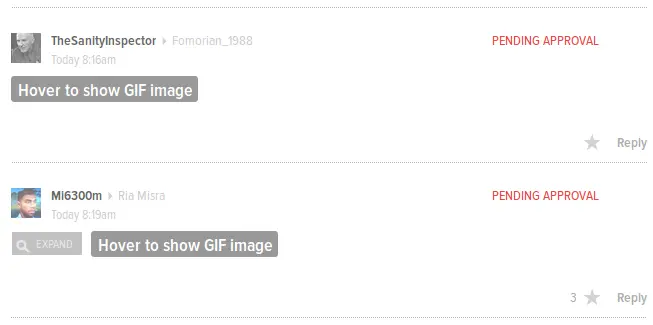 TheSanityInspector Fomorian_1988 PENDING APPROVAL
Today 8:16am
Hover to show GIF image
Reply
Mi6300m Ria Misra PENDING APPROVAL
Today 8:19am
EXPAND Hover to show GIF image
3 Reply